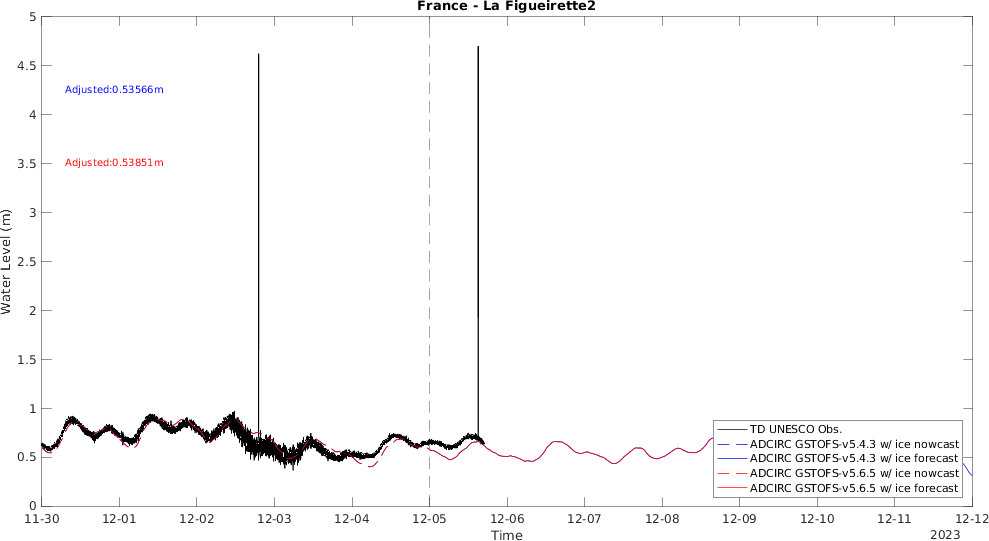 France - La Figueirette2
5
4.5
4
3.5
3
2.5
2
1.5
1
0.5
0
Water Level (m)
Adjusted:0.53566m
Adjusted:0.53851m
TD UNESCO Obs.
ADCIRC GSTOFS-v5.4.3 w/ ice nowcast
ADCIRC GSTOFS-v5.4.3 w/ ice forecast
ADCIRC GSTOFS-v5.6.5 w/ ice nowcast
ADCIRC GSTOFS-v5.6.5 w/ ice forecast
11-30 12-01 12-02 12-03 12-04 12-05 12-06 12-07 12-08 12-09 12-10 12-11 12-12
Time
2023